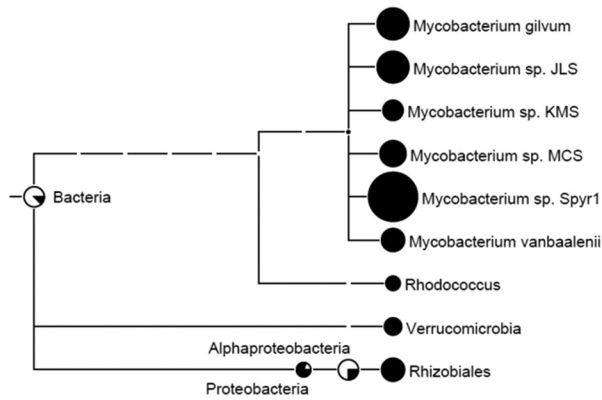 Mycobacterium gilvum
Mycobacterium sp. JLS
Mycobacterium sp. KMS
Mycobacterium sp. MCS
Mycobacterium sp. Spyr1
Bacteria
Mycobacterium vanbaalenii
Rhodococcus
Verrucomicrobia
Alphaproteobacteria
Rhizobiales
Proteobacteria